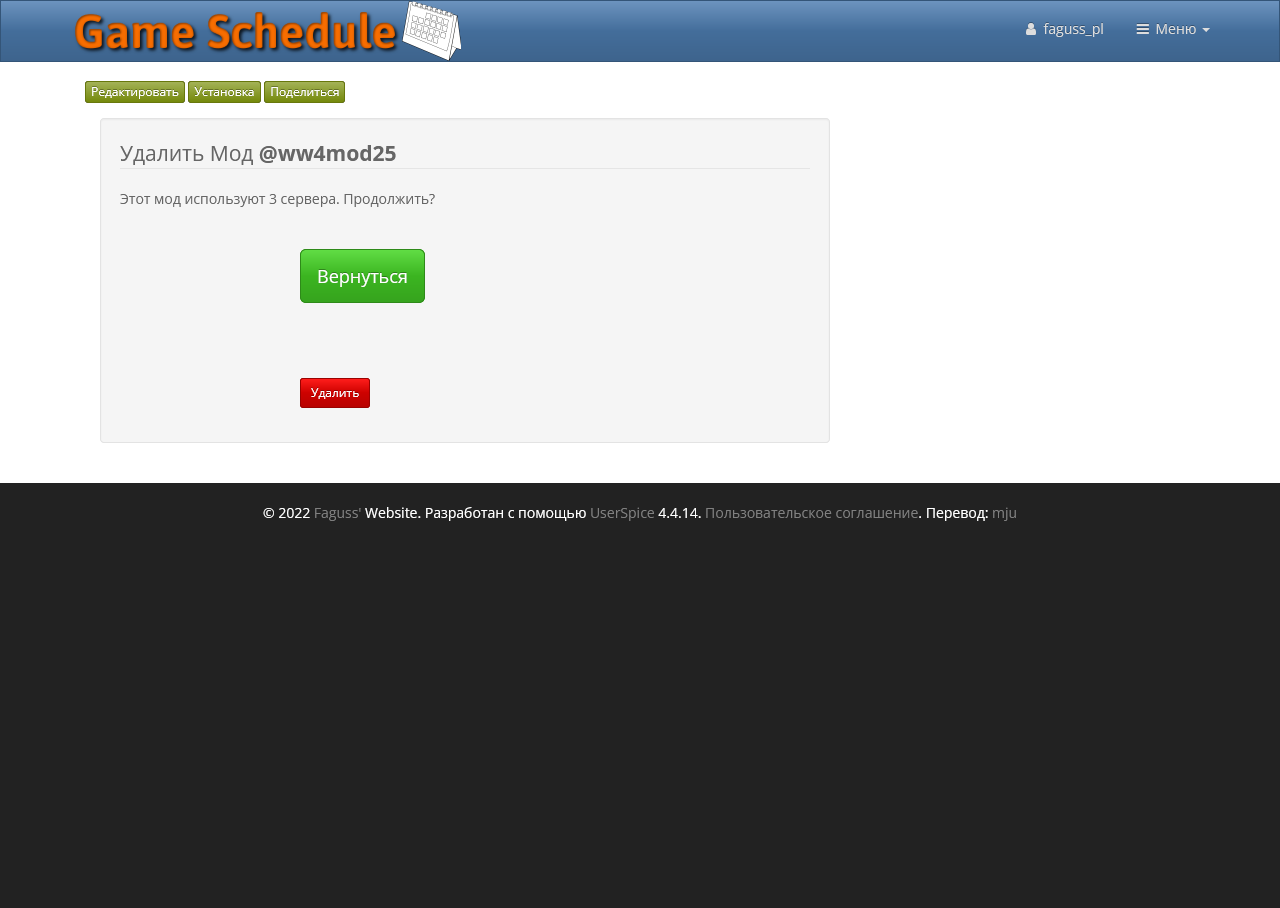 Game Schedule
faguss_pl
Меню
Редактировать Установка Поделиться
Удалить Мод @ww4mod25
Этот мод используют 3 сервера. Продолжить?
Вернуться
Удалить
© 2022 Faguss' Website. Разработан с помощью UserSpice 4.4.14. Пользовательское соглашение. Перевод: mju